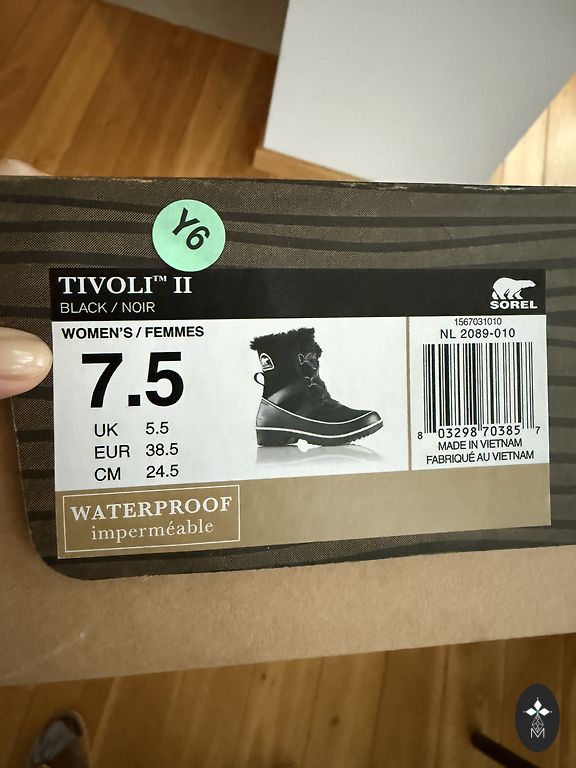 Y6
TIVOLI™ II
BLACK / NOIR
SOREL
WOMEN'S / FEMMES
7.5
UK 5.5
EUR 38.5
CM 24.5
1567031010
NL 2089-010
8 03298 70385 7
MADE IN VIETNAM
FABRIQUÉ AU VIETNAM
WATERPROOF
imperméable
M